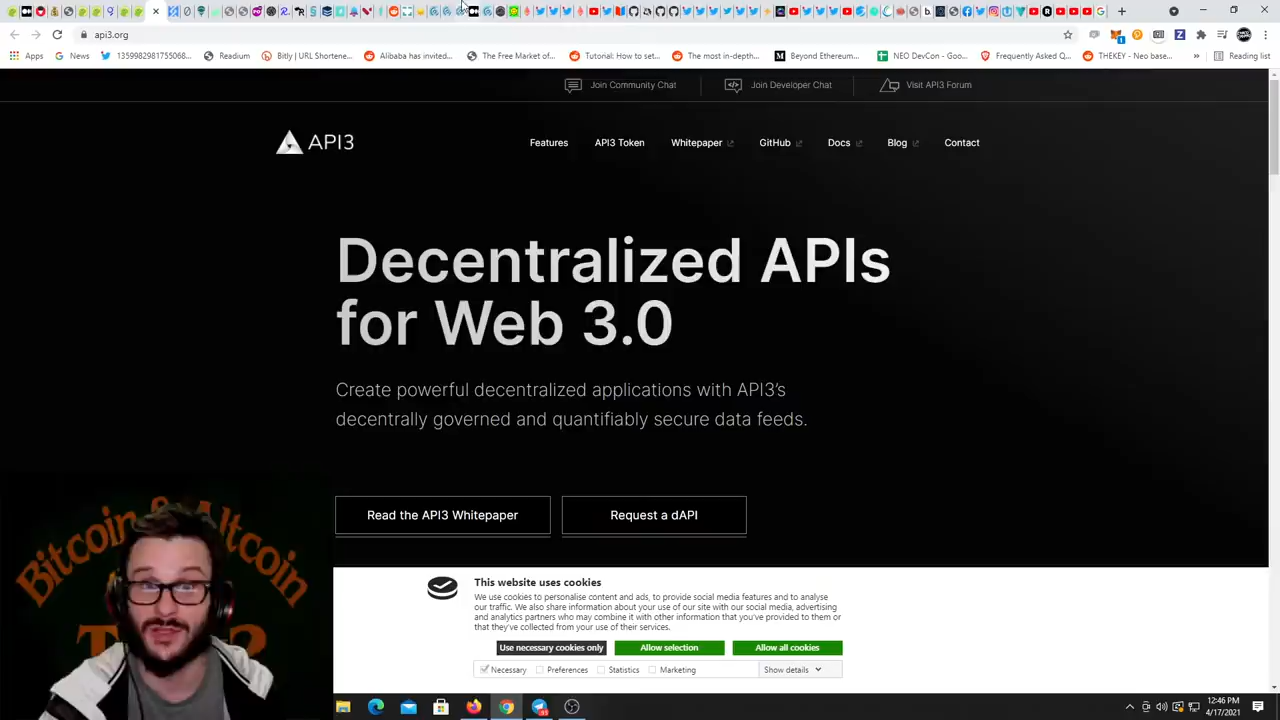 api3.org
Apps
News
1359982981755068...
Readium
Bitly | URL Shortene...
Alibaba has invited...
The Free Market of...
Tutorial: How to set...
The most in-depth...
Beyond Ethereum...
NEO DevCon - Goo...
Frequently Asked Q...
THEKEY - Neo base...
»
Reading list
Join Community Chat
Join Developer Chat
Visit API3 Forum
API3
Features
API3 Token
Whitepaper
GitHub
Docs
Blog
Contact
Decentralized APIs
for Web 3.0
Create powerful decentralized applications with API3's
decentrally governed and quantifiably secure data feeds.
Read the API3 Whitepaper
Request a dAPI
Bitcoin & Altcoin
This website uses cookies
We use cookies to personalise content and ads, to provide social media features and to analyse
our traffic. We also share information about your use of our site with our social media, advertising
and analytics partners who may combine it with other information that you've provided to them or
that they've collected from your use of their services.
Use necessary cookies only
Allow selection
Allow all cookies
Necessary
Preferences
Statistics
Marketing
Show details
12:46 PM
4/17/2021